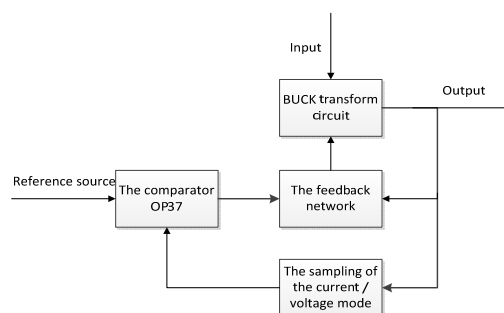 Input
BUCK transform
circuit
Output
Reference source
The comparator
OP37
The feedback
network
The sampling of
the current /
voltage mode